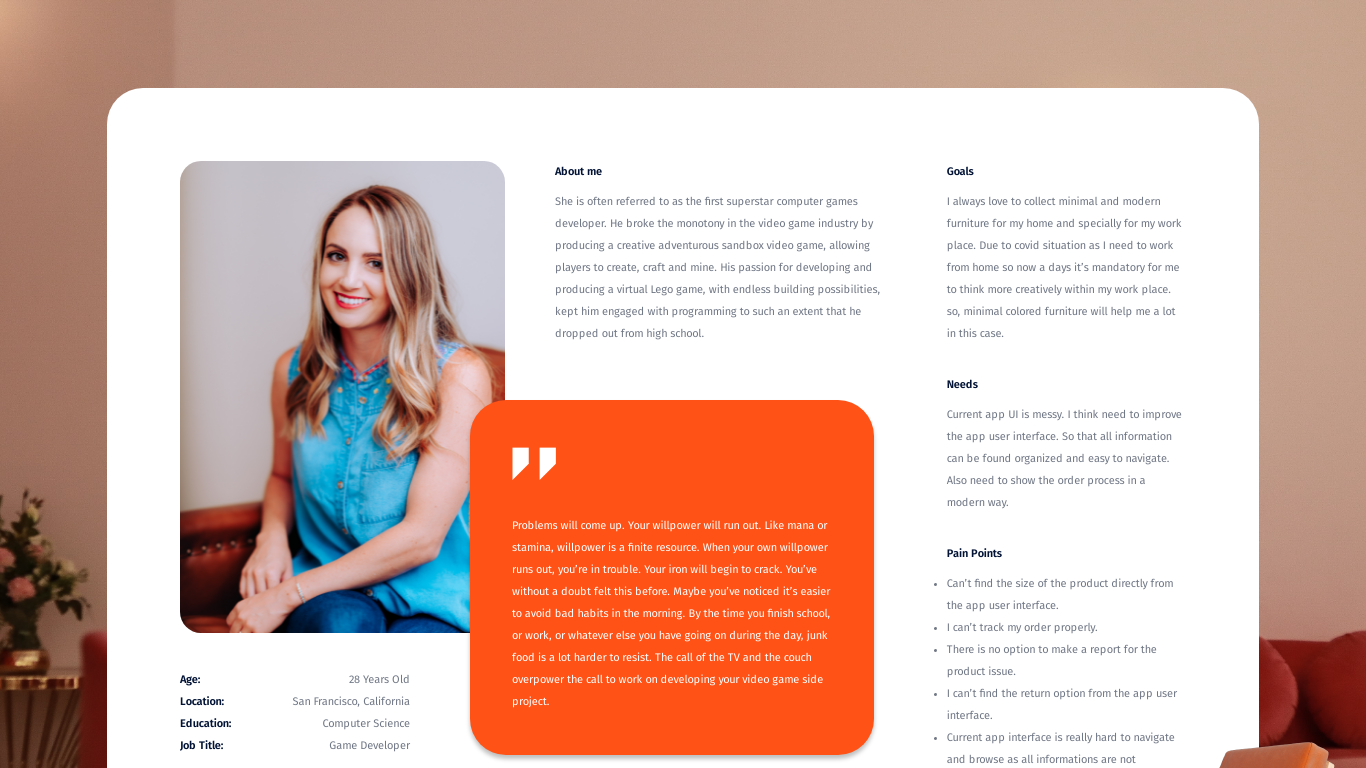 About me
She is often referred to as the first superstar computer games
developer. He broke the monotony in the video game industry by
producing a creative adventurous sandbox video game, allowing
players to create, craft and mine. His passion for developing and
producing a virtual Lego game, with endless building possibilities,
kept him engaged with programming to such an extent that he
dropped out from high school.
"
Problems will come up. Your willpower will run out. Like mana or
stamina, willpower is a finite resource. When your own willpower
runs out, you’re in trouble. Your iron will begin to crack. You’ve
without a doubt felt this before. Maybe you’ve noticed it’s easier
to avoid bad habits in the morning. By the time you finish school,
or work, or whatever else you have going on during the day, junk
food is a lot harder to resist. The call of the TV and the couch
overpower the call to work on developing your video game side
project.
Age: 28 Years Old
Location: San Francisco, California
Education: Computer Science
Job Title: Game Developer
Goals
I always love to collect minimal and modern
furniture for my home and specially for my work
place. Due to covid situation as I need to work
from home so now a days it’s mandatory for me
to think more creatively within my work place.
so, minimal colored furniture will help me a lot
in this case.
Needs
Current app UI is messy. I think need to improve
the app user interface. So that all information
can be found organized and easy to navigate.
Also need to show the order process in a
modern way.
Pain Points
• Can’t find the size of the product directly from
the app user interface.
• I can’t track my order properly.
• There is no option to make a report for the
product issue.
• I can’t find the return option from the app user
interface.
• Current app interface is really hard to navigate
and browse as all informations are not